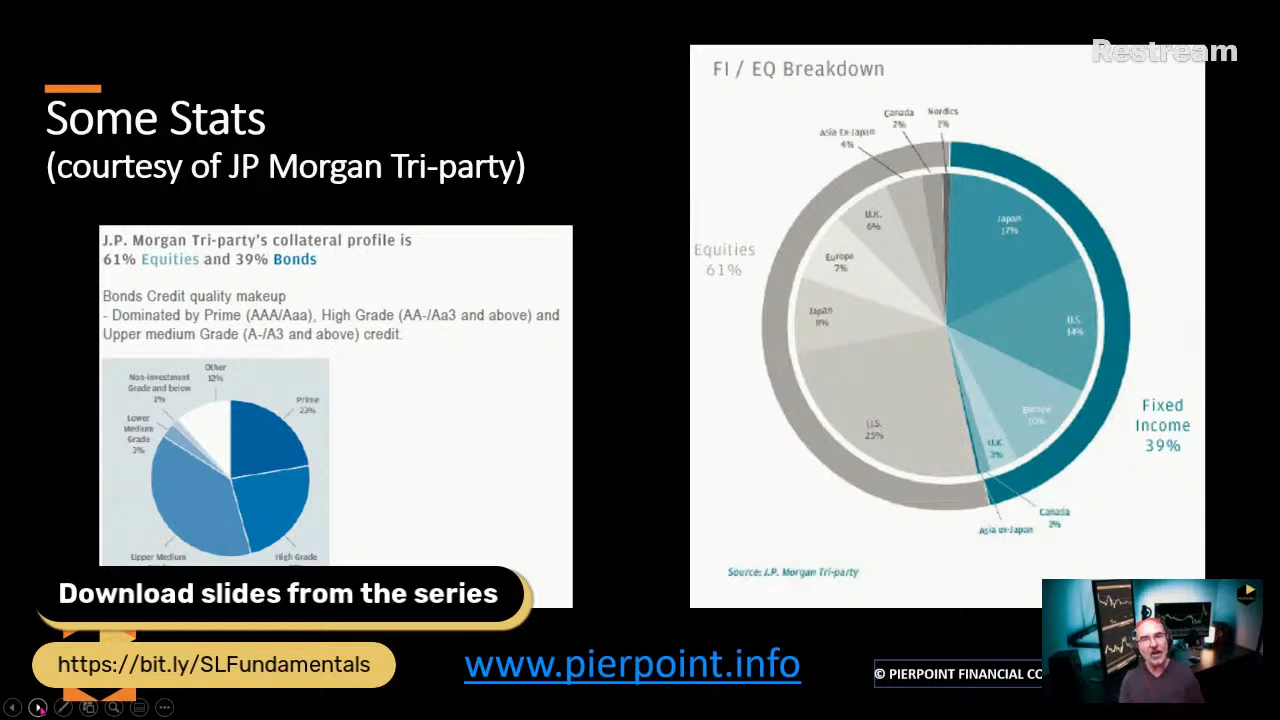 Restream
Some Stats
(courtesy of JP Morgan Tri-party)
J.P. Morgan Tri-party's collateral profile is
61% Equities and 39% Bonds
Bonds Credit quality makeup
- Dominated by Prime (AAA/Aaa), High Grade (AA-/Aa3 and above) and
Upper medium Grade (A-/A3 and above) credit.
Other
12%
Non-investment
Grade and below
1%
Lower
Medium
Grade
3%
Prime
23%
Upper Medium
High Grade
FI / EQ Breakdown
Nordics
1%
Canada
2%
Asia Ex-Japan
4%
U.K.
6%
Europe
7%
Japan
8%
U.S.
25%
Equities
61%
Japan
17%
U.S.
14%
Europe
10%
U.K.
3%
Canada
Asia ex-Japan
Fixed
Income
39%
Source: J.P. Morgan Tri-party
Download slides from the series
https://bit.ly/SLFundamentals
www.pierpoint.info
© PIERPOINT FINANCIAL CO